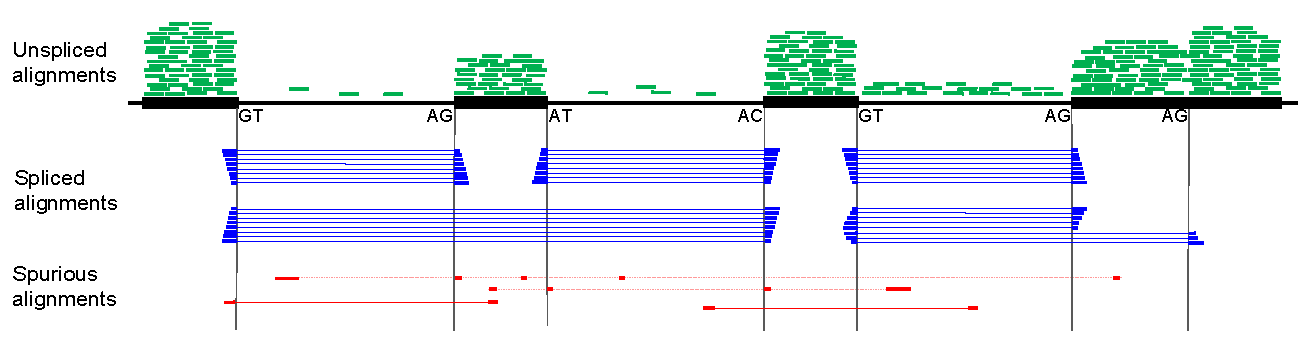 Unspliced
alignments
GT AG AT AC GT AG AG
Spliced
alignments
Spurious
alignments